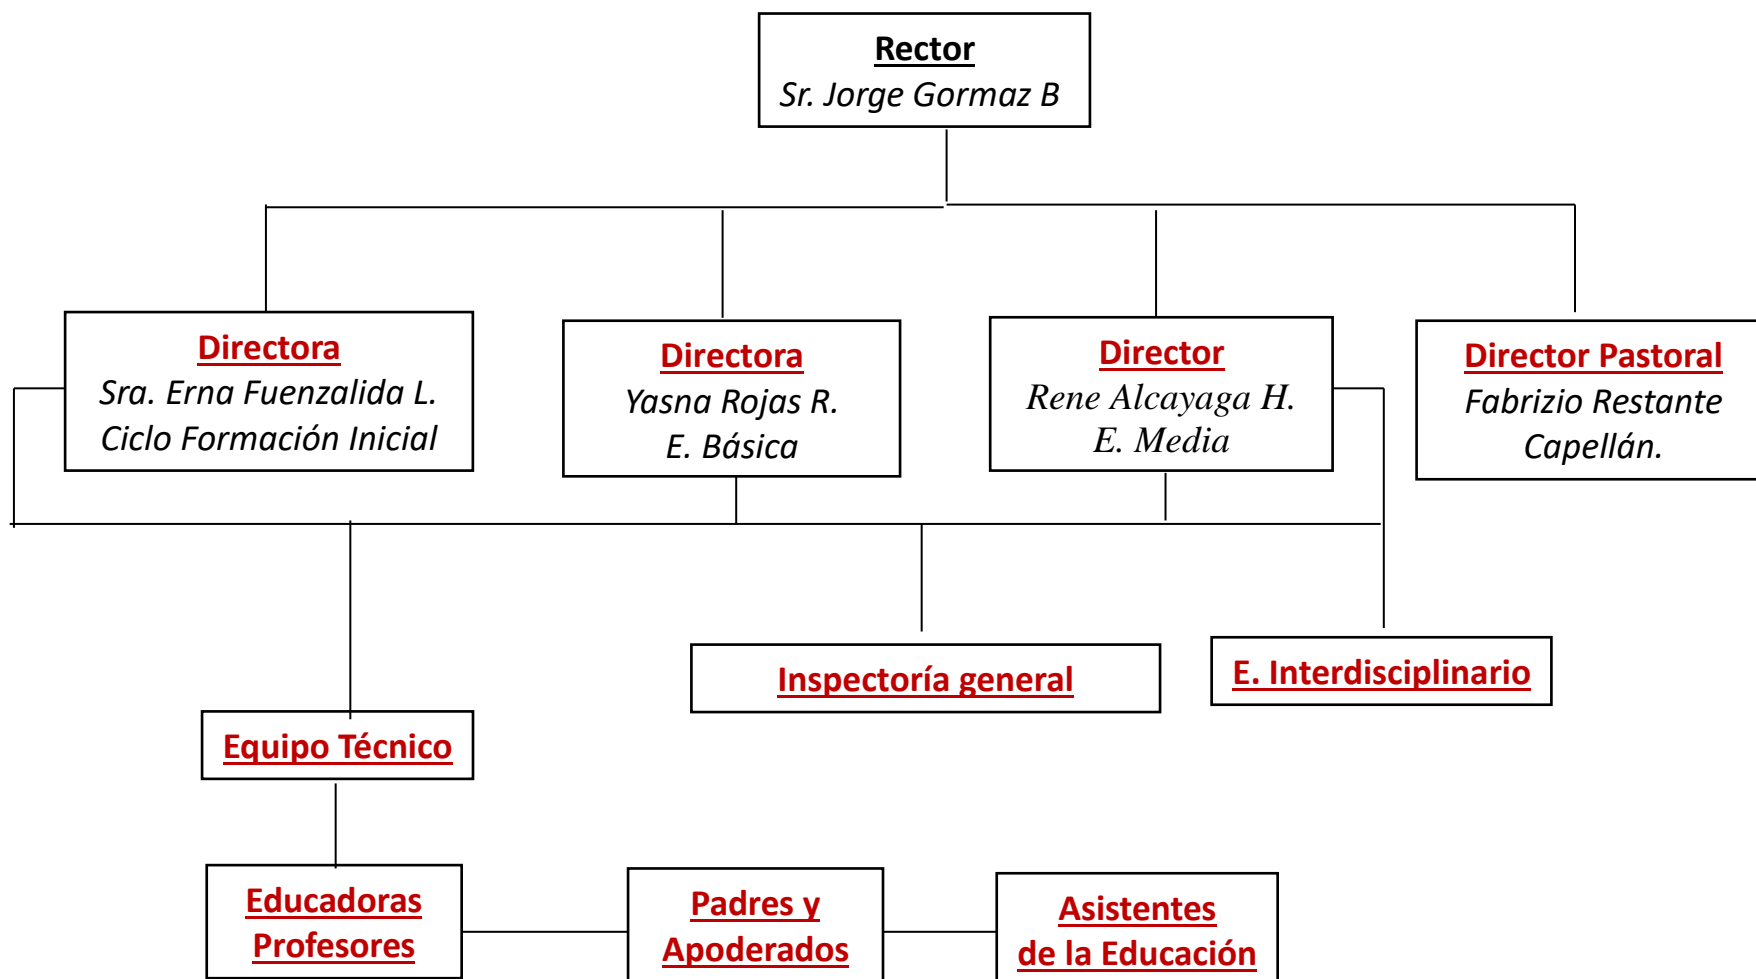 Rector
Sr. Jorge Gormaz B
Directora
Sra. Erna Fuenzalida L.
Ciclo Formación Inicial
Directora
Yasna Rojas R.
E. Básica
Director
Rene Alcayaga H.
E. Media
Director Pastoral
Fabrizio Restante
Capellán.
Inspectoría general
E. Interdisciplinario
Equipo Técnico
Educadoras
Profesores
Padres y
Apoderados
Asistentes
de la Educación